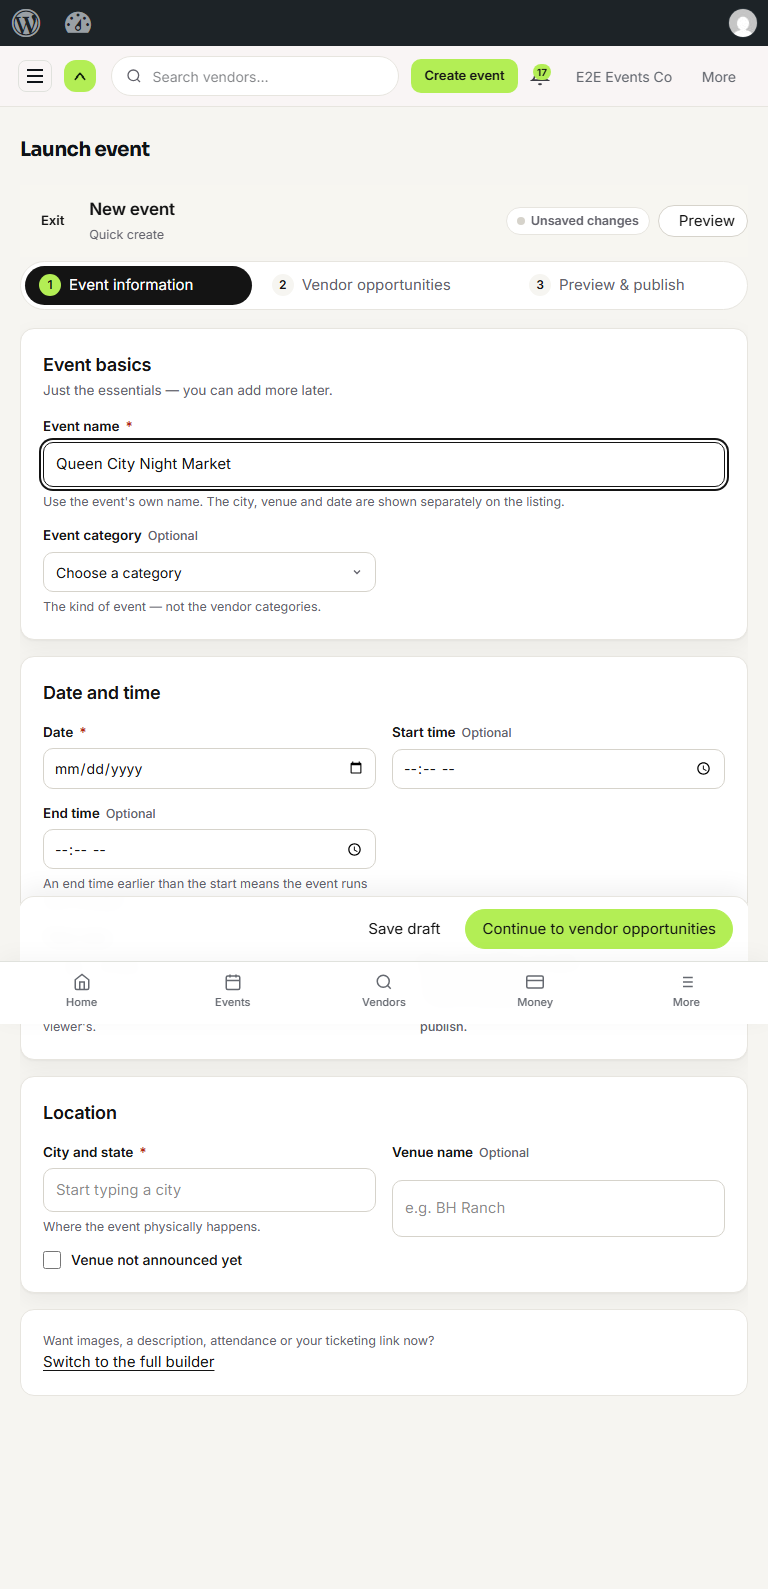 Search vendors...
Create event
17
E2E Events Co
More
Launch event
Exit
New event
Quick create
Unsaved changes
Preview
1 Event information
2 Vendor opportunities
3 Preview & publish
Event basics
Just the essentials — you can add more later.
Event name *
Queen City Night Market
Use the event's own name. The city, venue and date are shown separately on the listing.
Event category Optional
Choose a category
The kind of event — not the vendor categories.
Date and time
Date *
Start time Optional
mm/dd/yyyy
--:-- --
End time Optional
--:-- --
An end time earlier than the start means the event runs
Save draft
Continue to vendor opportunities
Home
Events
Vendors
Money
More
viewer's.
publish.
Location
City and state *
Venue name Optional
Start typing a city
e.g. BH Ranch
Where the event physically happens.
Venue not announced yet
Want images, a description, attendance or your ticketing link now?
Switch to the full builder